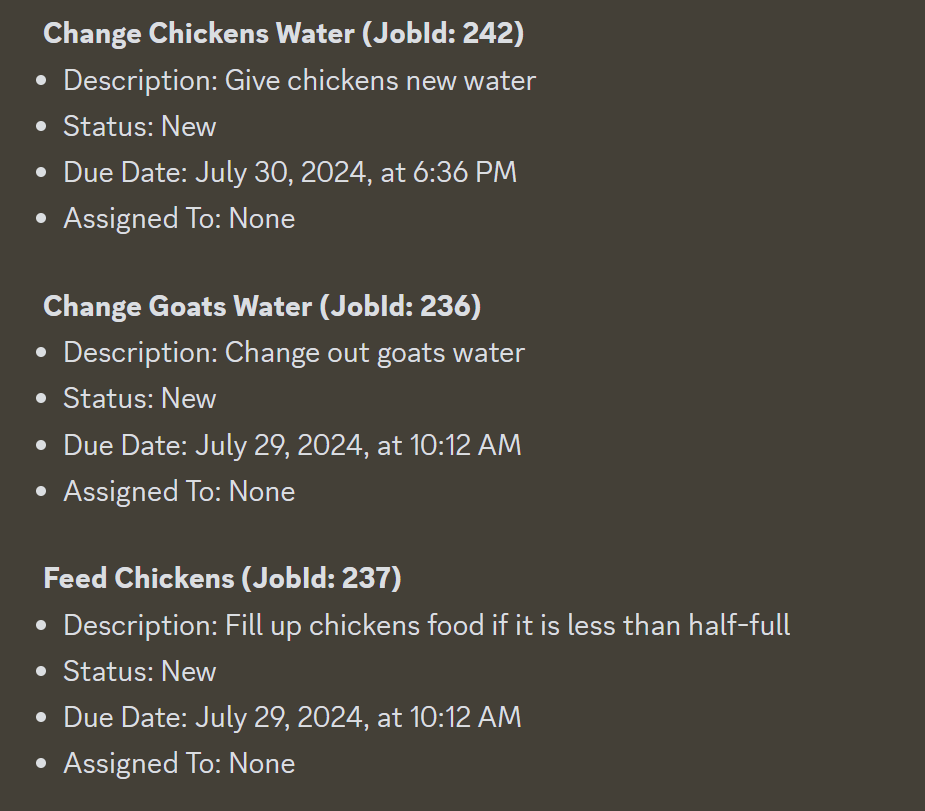 Change Chickens Water (JobId: 242)
• Description: Give chickens new water
• Status: New
• Due Date: July 30, 2024, at 6:36 PM
• Assigned To: None
Change Goats Water (JobId: 236)
• Description: Change out goats water
• Status: New
• Due Date: July 29, 2024, at 10:12 AM
• Assigned To: None
Feed Chickens (JobId: 237)
• Description: Fill up chickens food if it is less than half-full
• Status: New
• Due Date: July 29, 2024, at 10:12 AM
• Assigned To: None